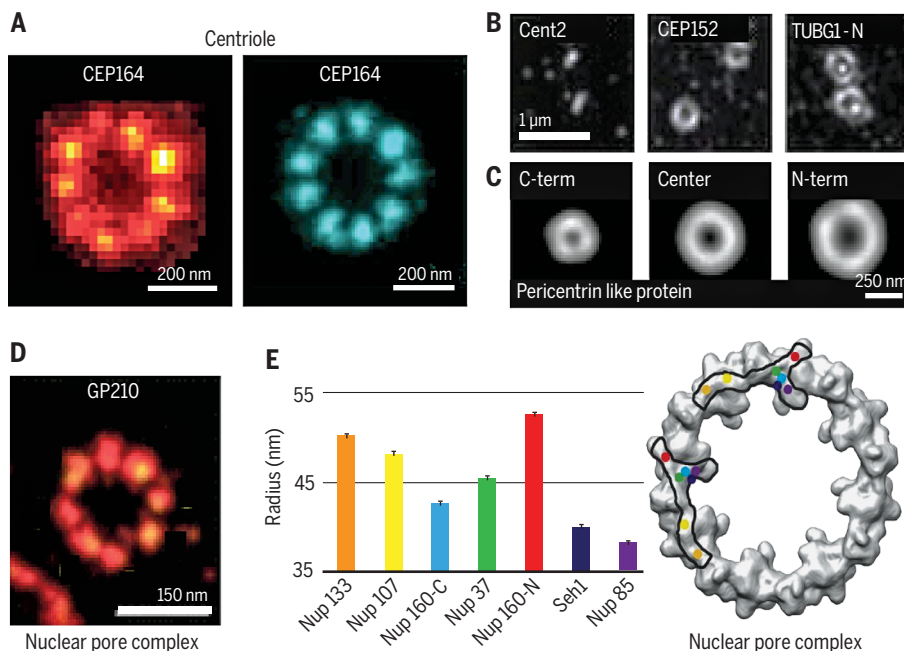 A
Centriole
CEP164
200 nm
CEP164
200 nm
B
Cent2
1 µm
CEP152
TUBG1-N
C
C-term
Center
N-term
Pericentrin like protein
250 nm
D
GP210
150 nm
Nuclear pore complex
E
Radius (nm)
55
45
35
Nup 133
Nup 107
Nup 160-C
Nup 37
Nup 160-N
Seh1
Nup 85
Nuclear pore complex